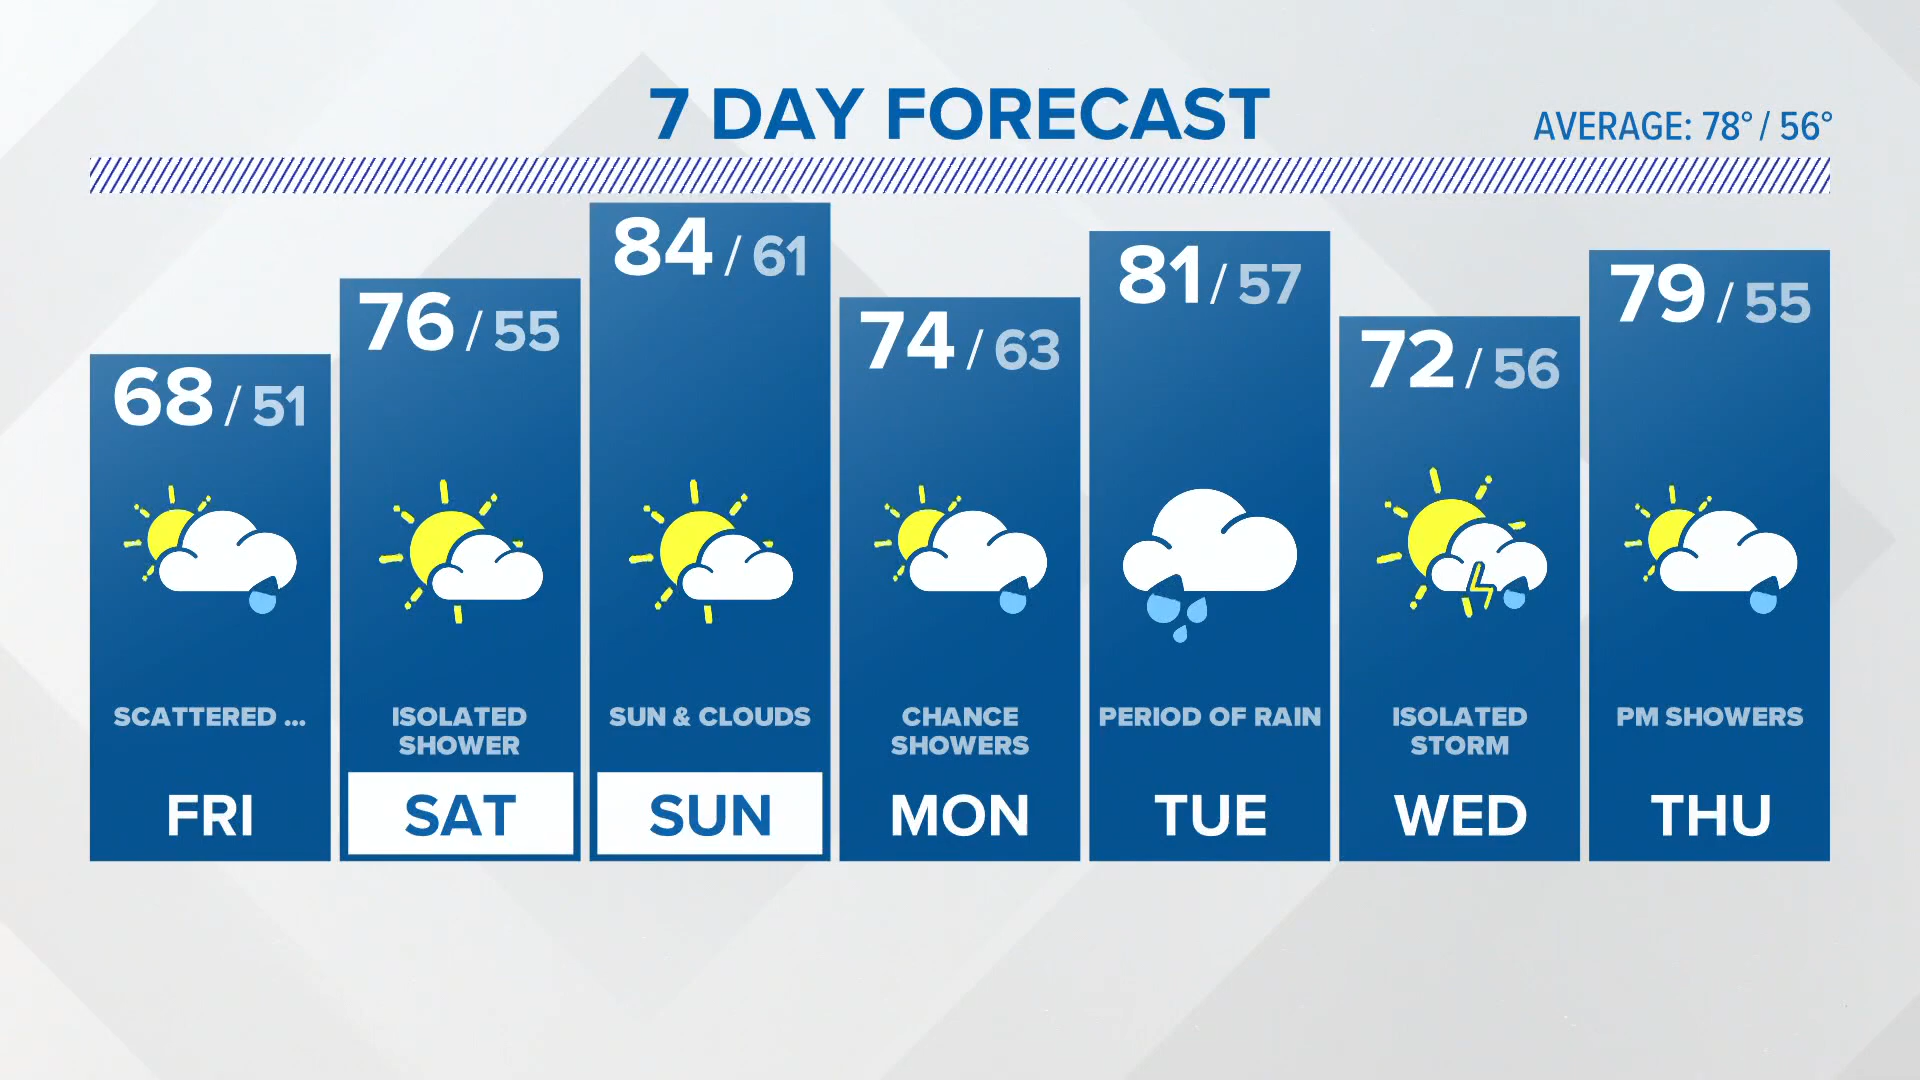 7 DAY FORECAST
AVERAGE: 78°/ 56°
68 / 51
SCATTERED ...
FRI
76 / 55
ISOLATED
SHOWER
SAT
84 / 61
SUN & CLOUDS
SUN
74 / 63
CHANCE
SHOWERS
MON
81 / 57
PERIOD OF RAIN
TUE
72 / 56
ISOLATED
STORM
WED
79 / 55
PM SHOWERS
THU